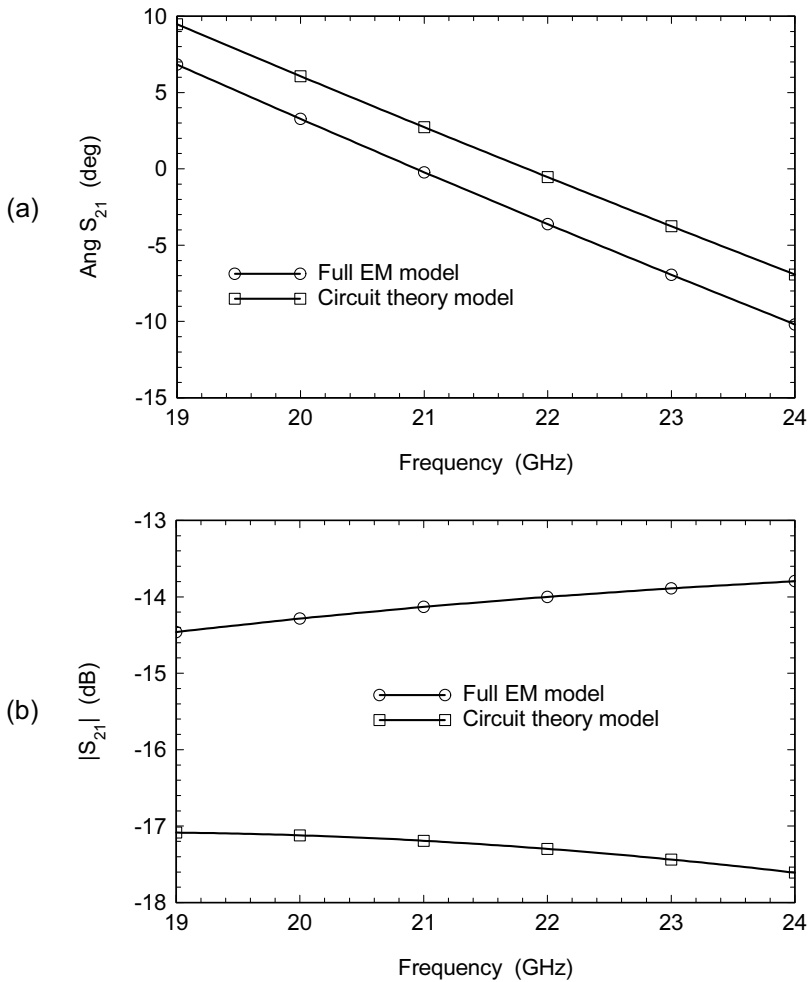 10
5
0
-5
-10
-15
Ang S21 (deg)
(a)
Full EM model
Circuit theory model
19 20 21 22 23 24
Frequency (GHz)
-13
-14
-15
-16
-17
-18
|S21| (dB)
(b)
Full EM model
Circuit theory model
19 20 21 22 23 24
Frequency (GHz)